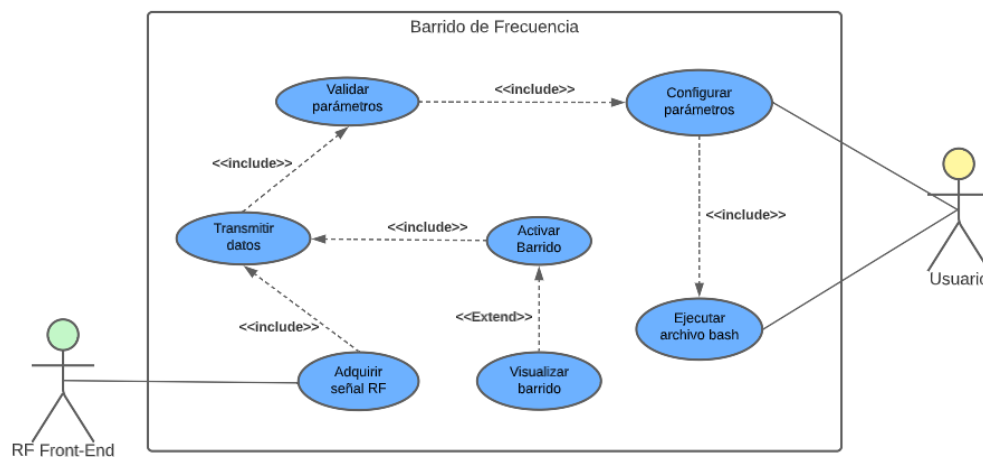 Barrido de Frecuencia
Validar
parámetros
<<include>>
Configurar
parámetros
<<include>>
Transmitir
datos
<<include>>
Activar
Barrido
<<include>>
Usuario
<<include>>
<<Extend>>
Ejecutar
archivo bash
Adquirir
señal RF
Visualizar
barrido
RF Front-End